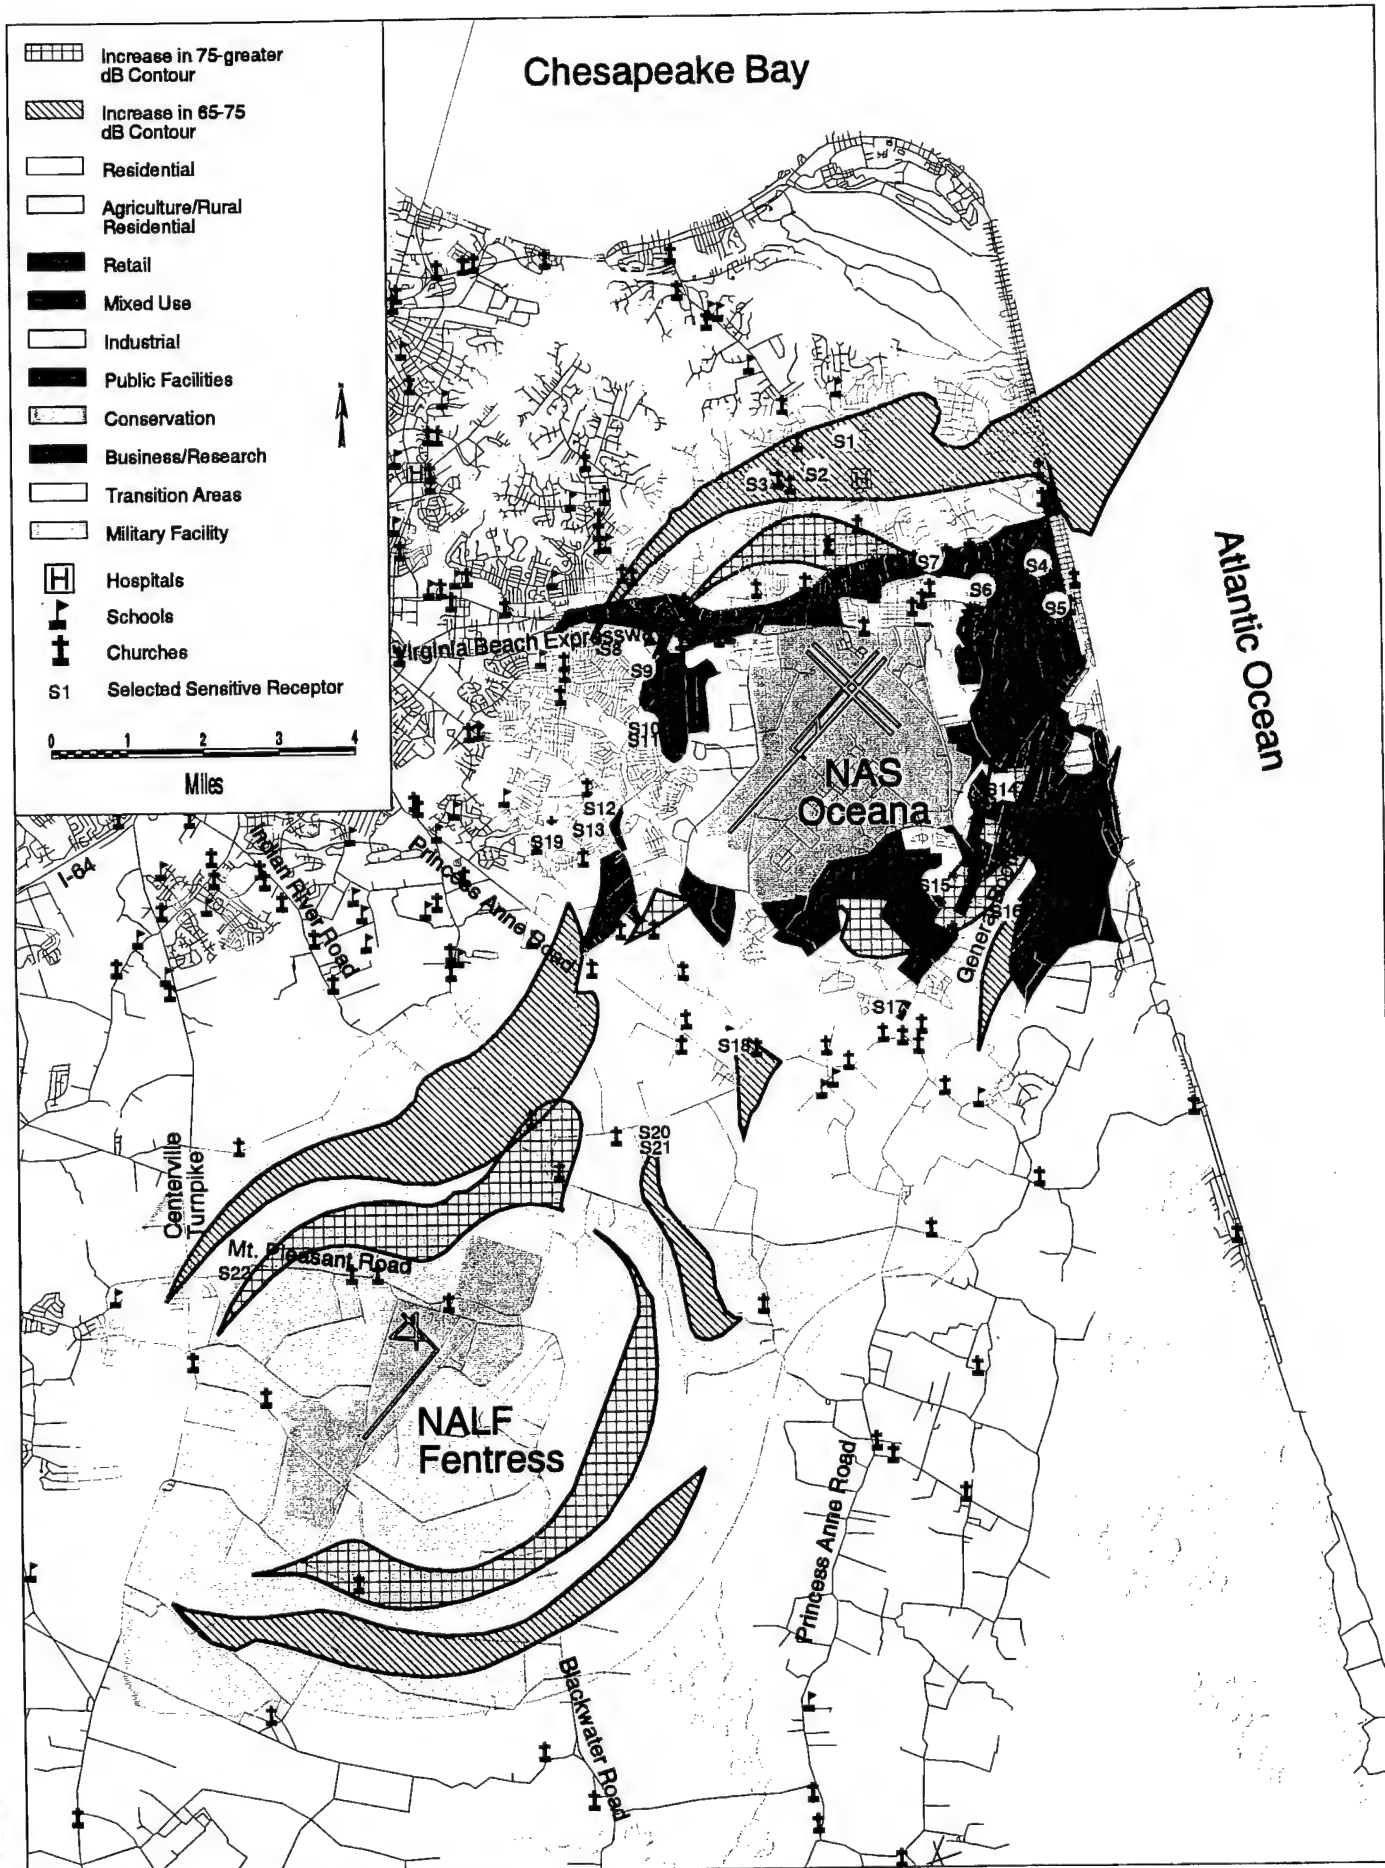 Increase in 75-greater
dB Contour
Increase in 65-75
dB Contour
Residential
Agriculture/Rural
Residential
Retail
Mixed Use
Industrial
Public Facilities
Conservation
Business/Research
Transition Areas
Military Facility
H Hospitals
Schools
Churches
S1 Selected Sensitive Receptor
0 1 2 3 4
Miles
Chesapeake Bay
Atlantic Ocean
H
S1
S2
S3
H
S7
S4
S6
S5
Virginia Beach Expressway
S8
S9
S10
S11
NAS
Oceana
S14
S12
S13
S19
I-64
Indian River Road
Princess Anne Road
S15
S16
General
S17
S18
S20
S21
Centerville
Turnpike
Mt. Pleasant Road
S22
NALF
Fentress
Princess Anne Road
Blackwater Road